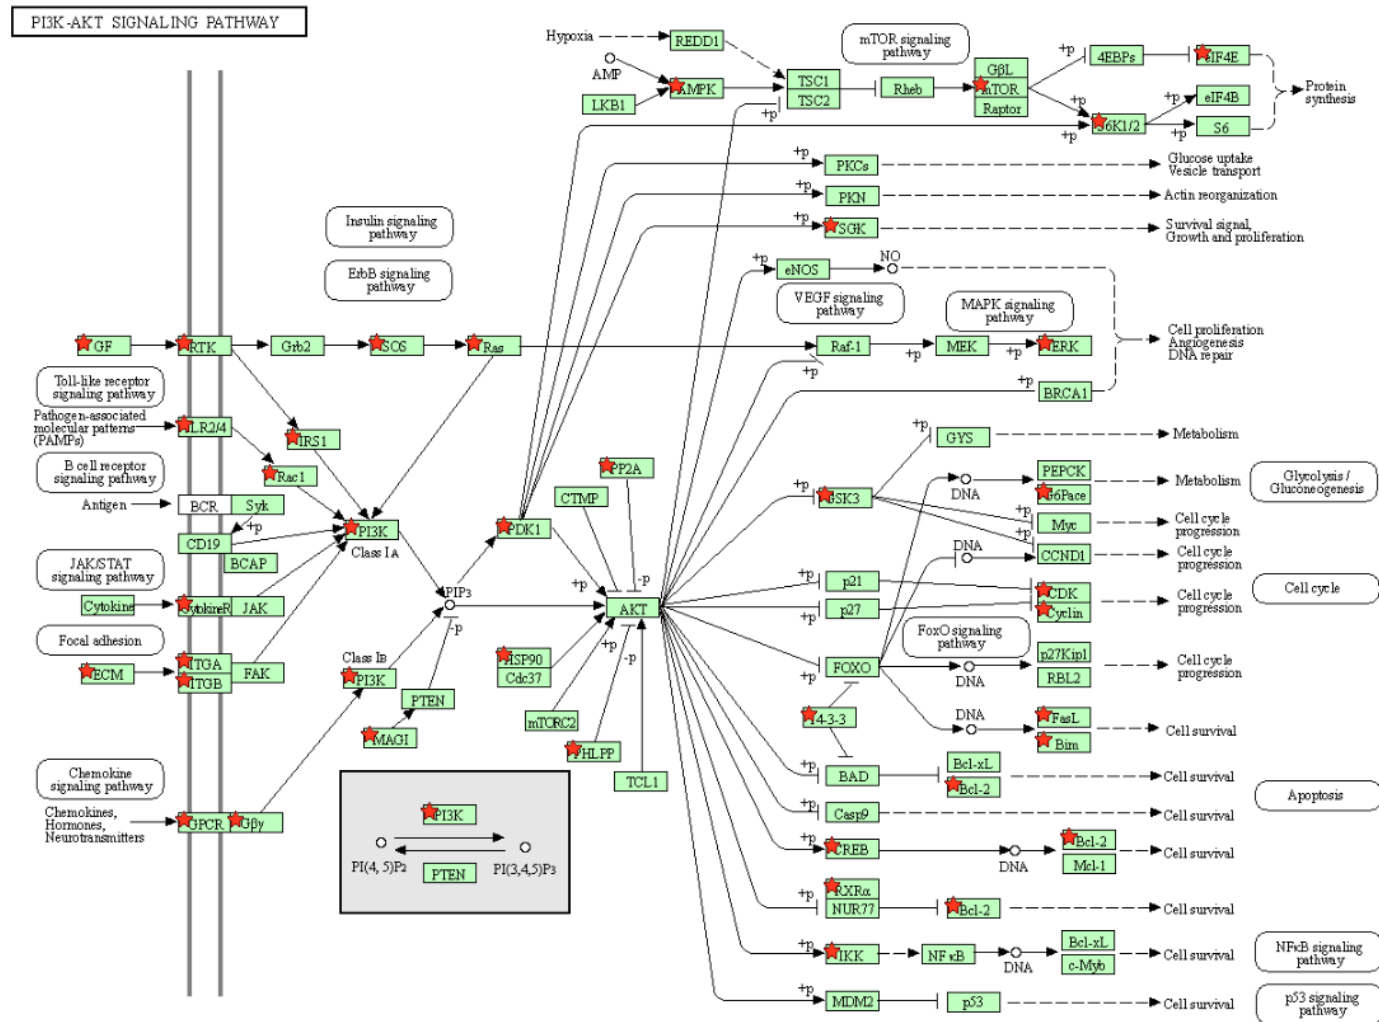 PI3K-AKT SIGNALING PATHWAY
Hypoxia
REDD1
AMP
AMPK
LKB1
TSC1
TSC2
+p
Rheb
mTOR signaling
pathway
GβL
mTOR
Raptor
+p
4EBPs
eIF4E
+p
S6K1/2
+p
+p
eIF4B
+p
S6
Protein
synthesis
+p
PKCs
Glucose uptake
Vesicle transport
+p
PKN
Actin reorganization
+p
SGK
Survival signal,
Growth and proliferation
Insulin signaling
pathway
ErbB signaling
pathway
+p
eNOS
NO
VEGF signaling
pathway
MAPK signaling
pathway
GF
RTK
Grb2
SOS
Ras
Raf-1
+p
+p
MEK
+p
ERK
+p
BRCA1
Cell proliferation
Angiogenesis
DNA repair
Toll-like receptor
signaling pathway
Pathogen-associated
molecular patterns
(PAMPs)
LR2/4
IRS1
Rac1
B cell receptor
signaling pathway
Antigen
BCR
Syk
+p
CD19
BCAP
PI3K
Class IA
JAK/STAT
signaling pathway
Cytokine
CytokineR
JAK
Focal adhesion
ECM
ITGA
ITGB
FAK
Chemokine
signaling pathway
Chemokines,
Hormones,
Neurotransmitters
GPCR
Gβγ
Class IB
PI3K
PIP3
-p
PTEN
MAGI
PDK1
PP2A
CTMP
+p
-p
AKT
HSP90
Cdc37
+p
-p
mTORC2
PHLPP
TCL1
PI3K
PI(4, 5)P2
PI(3,4,5)P3
PTEN
+p
GYS
Metabolism
+p
GSK3
DNA
PEPCK
G6Pace
Metabolism
Glycolysis /
Gluconeogenesis
+p
Myc
Cell cycle
progression
+p
DNA
CCND1
Cell cycle
progression
+p
p21
+p
p27
CDK
Cyclin
Cell cycle
progression
Cell cycle
FoxO signaling
pathway
+p
FOXO
DNA
p27Kip1
RBL2
Cell cycle
progression
14-3-3
DNA
FasL
Bim
Cell survival
+p
BAD
Bcl-xL
Bcl-2
Cell survival
Apoptosis
+p
Casp9
Cell survival
+p
CREB
DNA
Bcl-2
Mcl-1
Cell survival
+p
RXRα
NUR77
Bcl-2
Cell survival
+p
IKK
NFκB
DNA
Bcl-xL
c-Myb
Cell survival
NFκB signaling
pathway
+p
MDM2
p53
Cell survival
p53 signaling
pathway